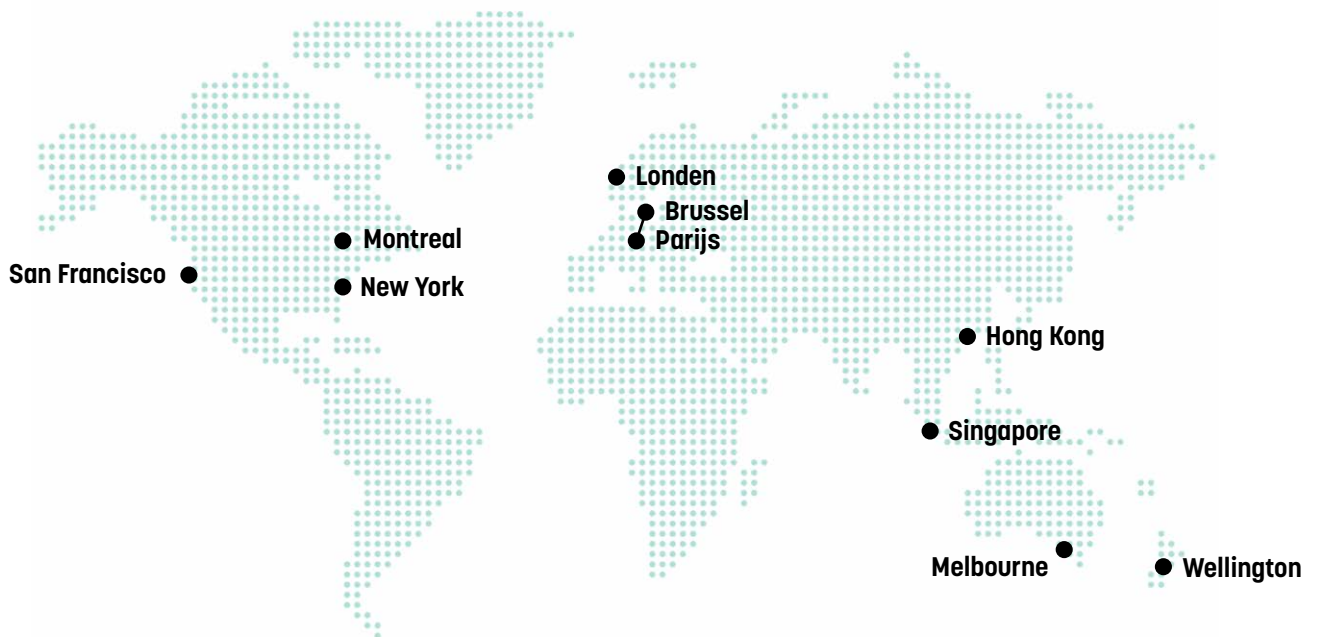 Londen
Brussel
Montreal
Parijs
San Francisco
New York
Hong Kong
Singapore
Melbourne
Wellington